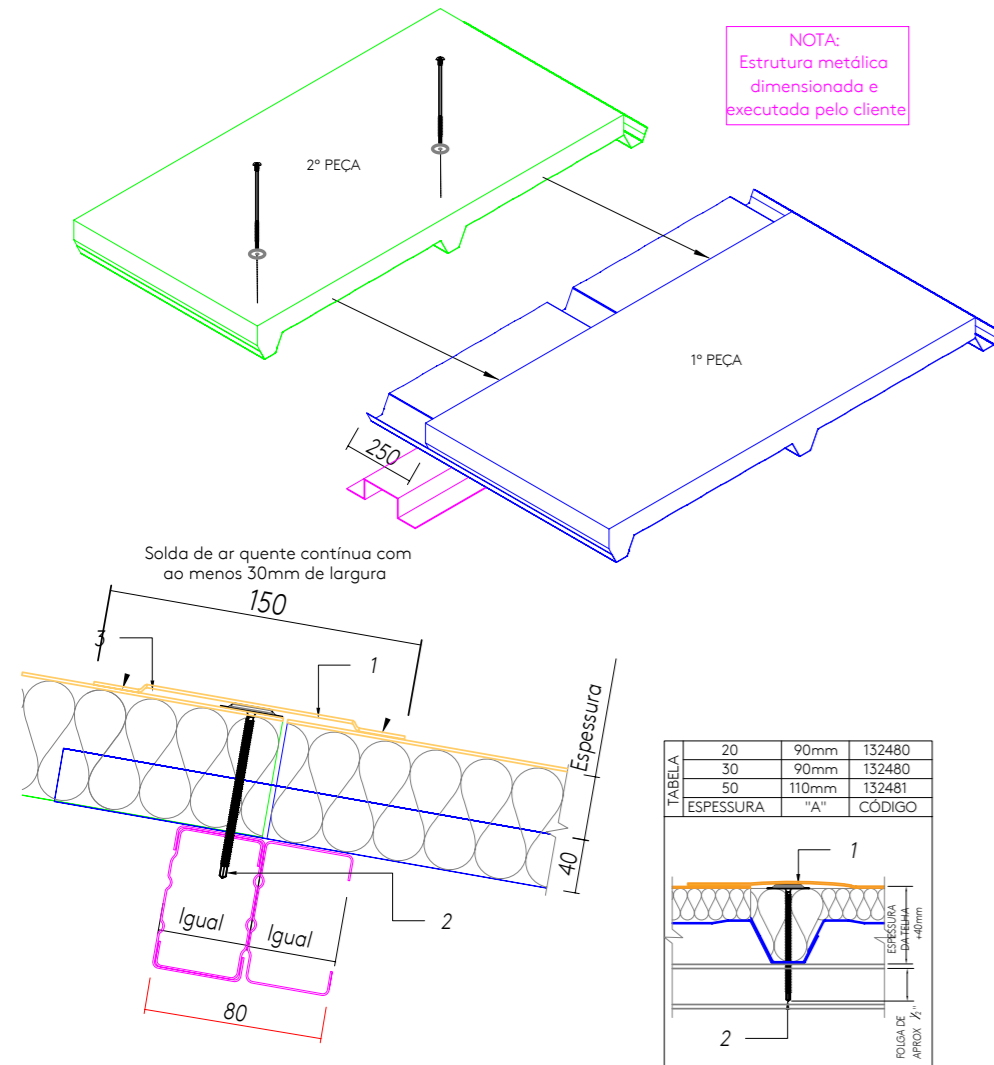 NOTA:
Estrutura metálica
dimensionada e
executada pelo cliente
2º PEÇA
1º PEÇA
250
Solda de ar quente contínua com
ao menos 30mm de largura
150
3
1
Espessura
40
Igual
Igual
2
80
TABELA
20 90mm 132480
30 90mm 132480
50 110mm 132481
ESPESSURA "A" CÓDIGO
1
ESPESSURA
DA TELHA
+40mm
2
FOLGA DE
APROX ½"